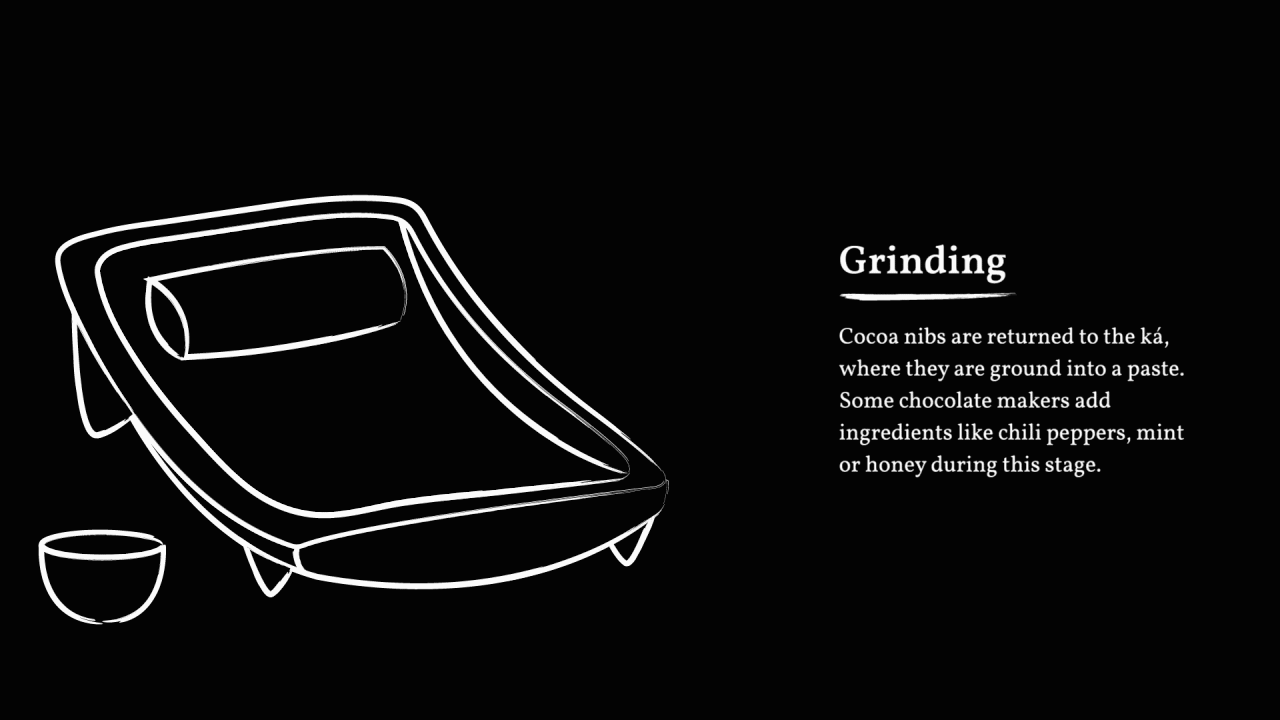 Grinding
Cocoa nibs are returned to the ká,
where they are ground into a paste.
Some chocolate makers add
ingredients like chili peppers, mint
or honey during this stage.